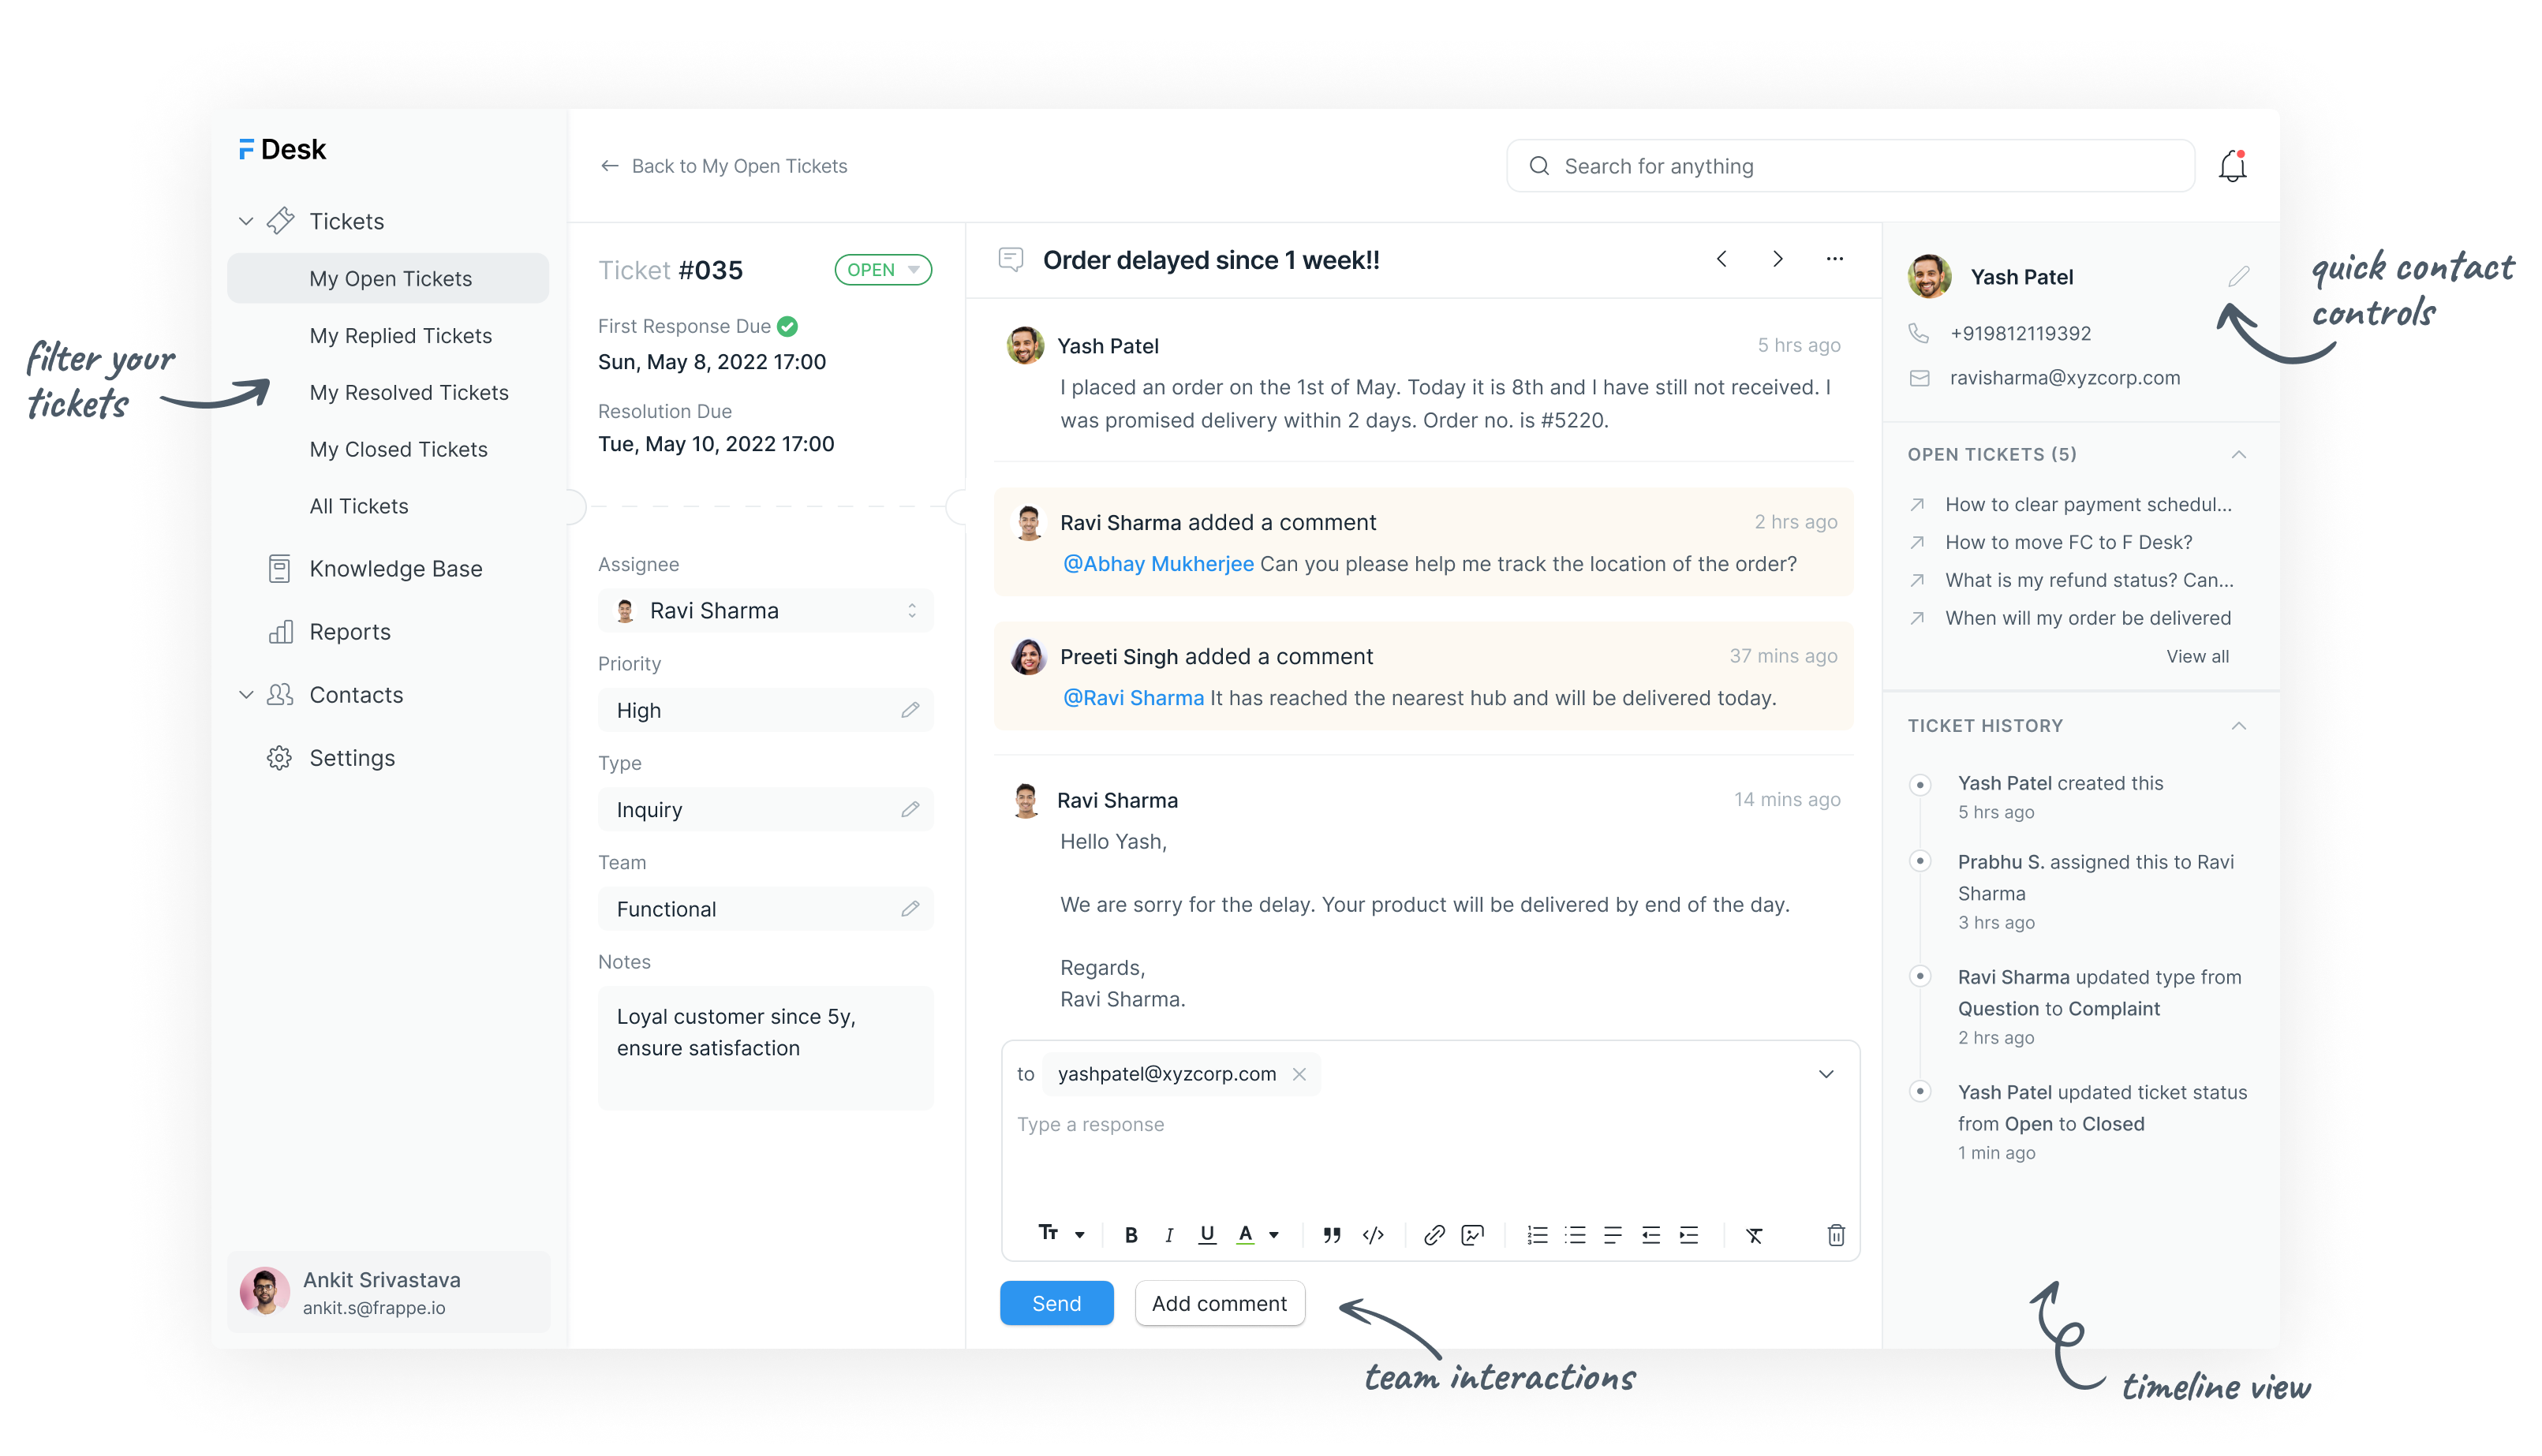 Desk
Tickets
My Open Tickets
My Replied Tickets
My Resolved Tickets
My Closed Tickets
All Tickets
Knowledge Base
Reports
Contacts
Settings
Ankit Srivastava
ankit.s@frappe.io
filter your
tickets
Back to My Open Tickets
Search for anything
Ticket #035
OPEN
First Response Due
Sun, May 8, 2022 17:00
Resolution Due
Tue, May 10, 2022 17:00
Assignee
Ravi Sharma
Priority
High
Type
Inquiry
Team
Functional
Notes
Loyal customer since 5y,
ensure satisfaction
Order delayed since 1 week!!
Yash Patel
5 hrs ago
I placed an order on the 1st of May. Today it is 8th and I have still not received. I
was promised delivery within 2 days. Order no. is #5220.
Ravi Sharma added a comment
2 hrs ago
@Abhay Mukherjee Can you please help me track the location of the order?
Preeti Singh added a comment
37 mins ago
@Ravi Sharma It has reached the nearest hub and will be delivered today.
Ravi Sharma
14 mins ago
Hello Yash,
We are sorry for the delay. Your product will be delivered by end of the day.
Regards,
Ravi Sharma.
to yashpatel@xyzcorp.com
Type a response
Send
Add comment
team interactions
Yash Patel
+919812119392
ravisharma@xyzcorp.com
quick contact
controls
OPEN TICKETS (5)
How to clear payment schedul...
How to move FC to F Desk?
What is my refund status? Can...
When will my order be delivered
View all
TICKET HISTORY
Yash Patel created this
5 hrs ago
Prabhu S. assigned this to Ravi
Sharma
3 hrs ago
Ravi Sharma updated type from
Question to Complaint
2 hrs ago
Yash Patel updated ticket status
from Open to Closed
1 min ago
timeline view